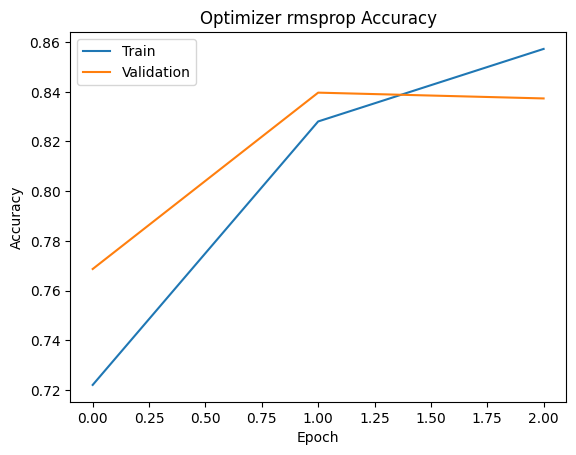 Optimizer rmsprop Accuracy
Train
Validation
0.86
0.84
0.82
0.80
0.78
0.76
0.74
0.72
Accuracy
0.00 0.25 0.50 0.75 1.00 1.25 1.50 1.75 2.00
Epoch